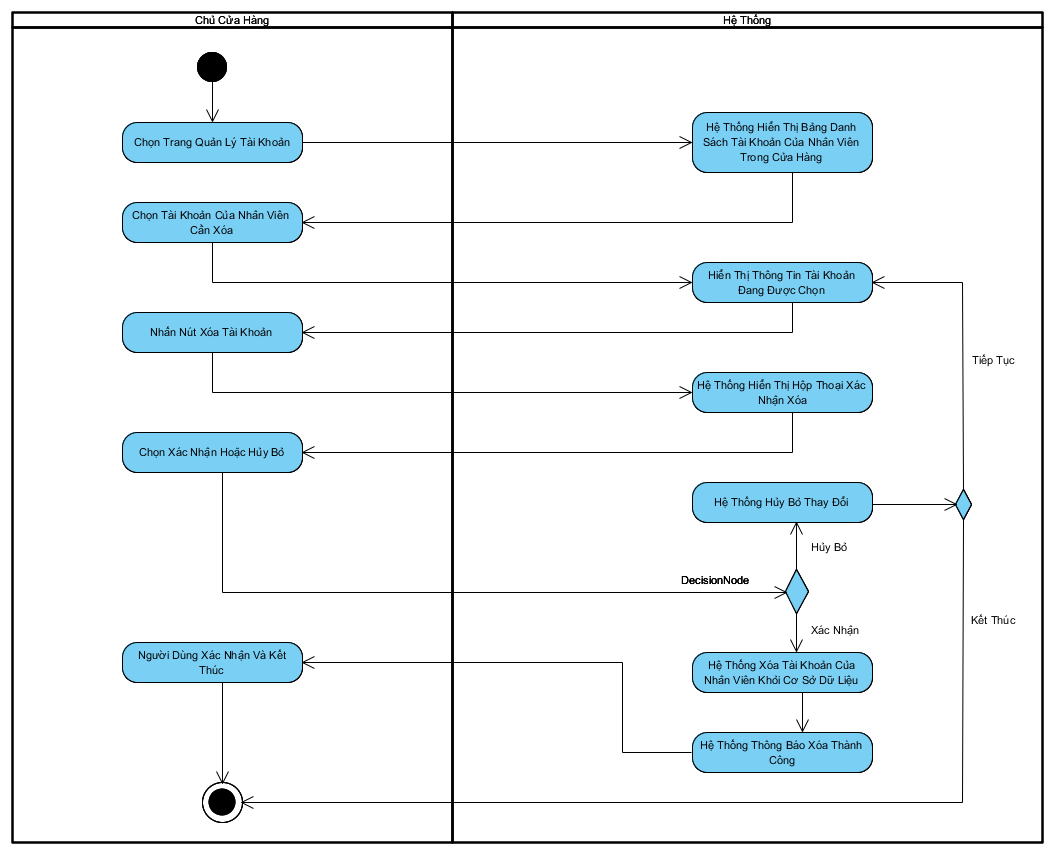 Chủ Cửa Hàng
Hệ Thống
Chọn Trang Quản Lý Tài Khoản
Hệ Thống Hiển Thị Bảng Danh
Sách Tài Khoản Của Nhân Viên
Trong Cửa Hàng
Chọn Tài Khoản Của Nhân Viên
Cần Xóa
Hiển Thị Thông Tin Tài Khoản
Đang Được Chọn
Nhấn Nút Xóa Tài Khoản
Tiếp Tục
Hệ Thống Hiển Thị Hộp Thoại Xác
Nhận Xóa
Chọn Xác Nhận Hoặc Hủy Bỏ
Hệ Thống Hủy Bỏ Thay Đổi
Hủy Bỏ
DecisionNode
Xác Nhận
Kết Thúc
Người Dùng Xác Nhận Và Kết
Thúc
Hệ Thống Xóa Tài Khoản Của
Nhân Viên Khỏi Cơ Sở Dữ Liệu
Hệ Thống Thông Báo Xóa Thành
Công